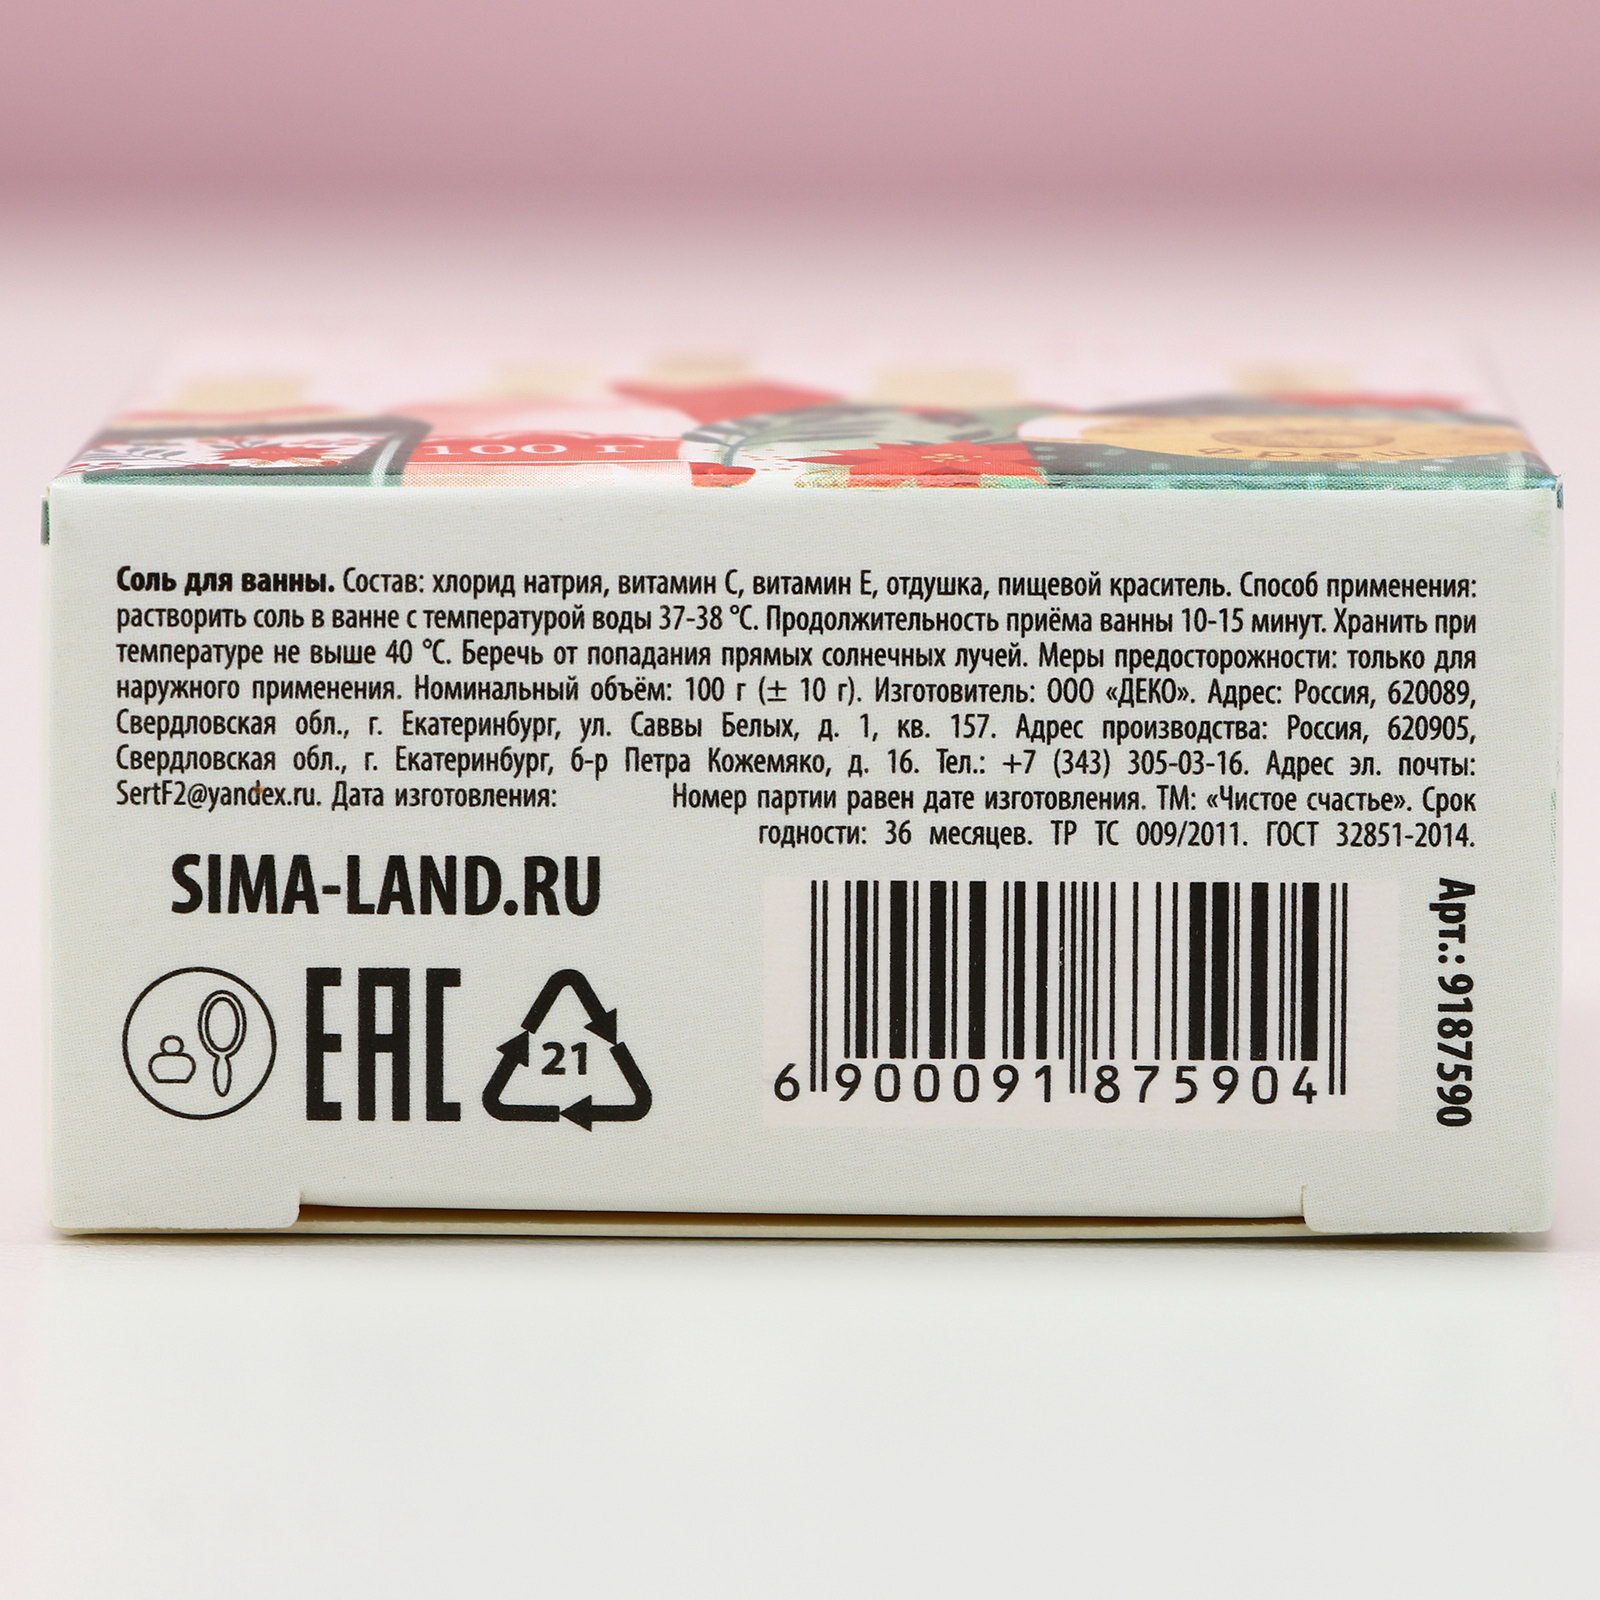 100 г
Соль для ванны. Состав: хлорид натрия, витамин С, витамин Е, отдушка, пищевой краситель. Способ применения:
растворить соль в ванне с температурой воды 37-38 °С. Продолжительность приёма ванны 10-15 минут. Хранить при
температуре не выше 40 °С. Беречь от попадания прямых солнечных лучей. Меры предосторожности: только для
наружного применения. Номинальный объём: 100 г (± 10 г). Изготовитель: ООО «ДЕКО». Адрес: Россия, 620089,
Свердловская обл., г. Екатеринбург, ул. Саввы Белых, д. 1, кв. 157. Адрес производства: Россия, 620905,
Свердловская обл., г. Екатеринбург, б-р Петра Кожемяко, д. 16. Тел.: +7 (343) 305-03-16. Адрес эл. почты:
SertF2@yandex.ru. Дата изготовления: Номер партии равен дате изготовления. ТМ: «Чистое счастье». Срок
годности: 36 месяцев. ТР ТС 009/2011. ГОСТ 32851-2014.
SIMA-LAND.RU
EAC
21
6 900091 875904
Арт.: 9187590